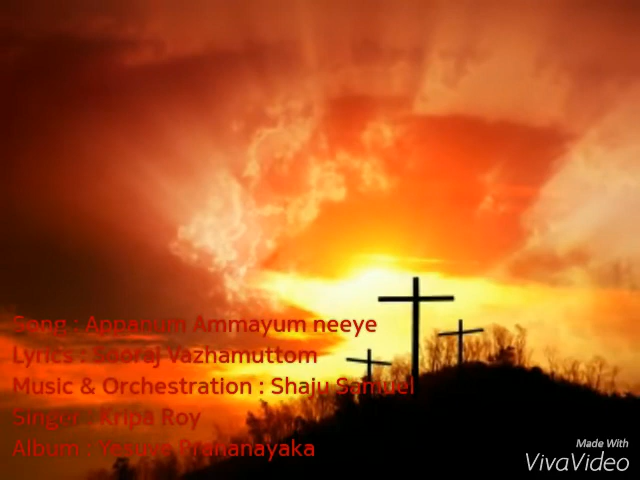 Song : Appanum Ammayum neeye
Lyrics : Sooraj Vazhamuttom
Music & Orchestration : Shaju Samuel
Singer : Kripa Roy
Album : Yesuve Prananayaka
Made With
VivaVideo